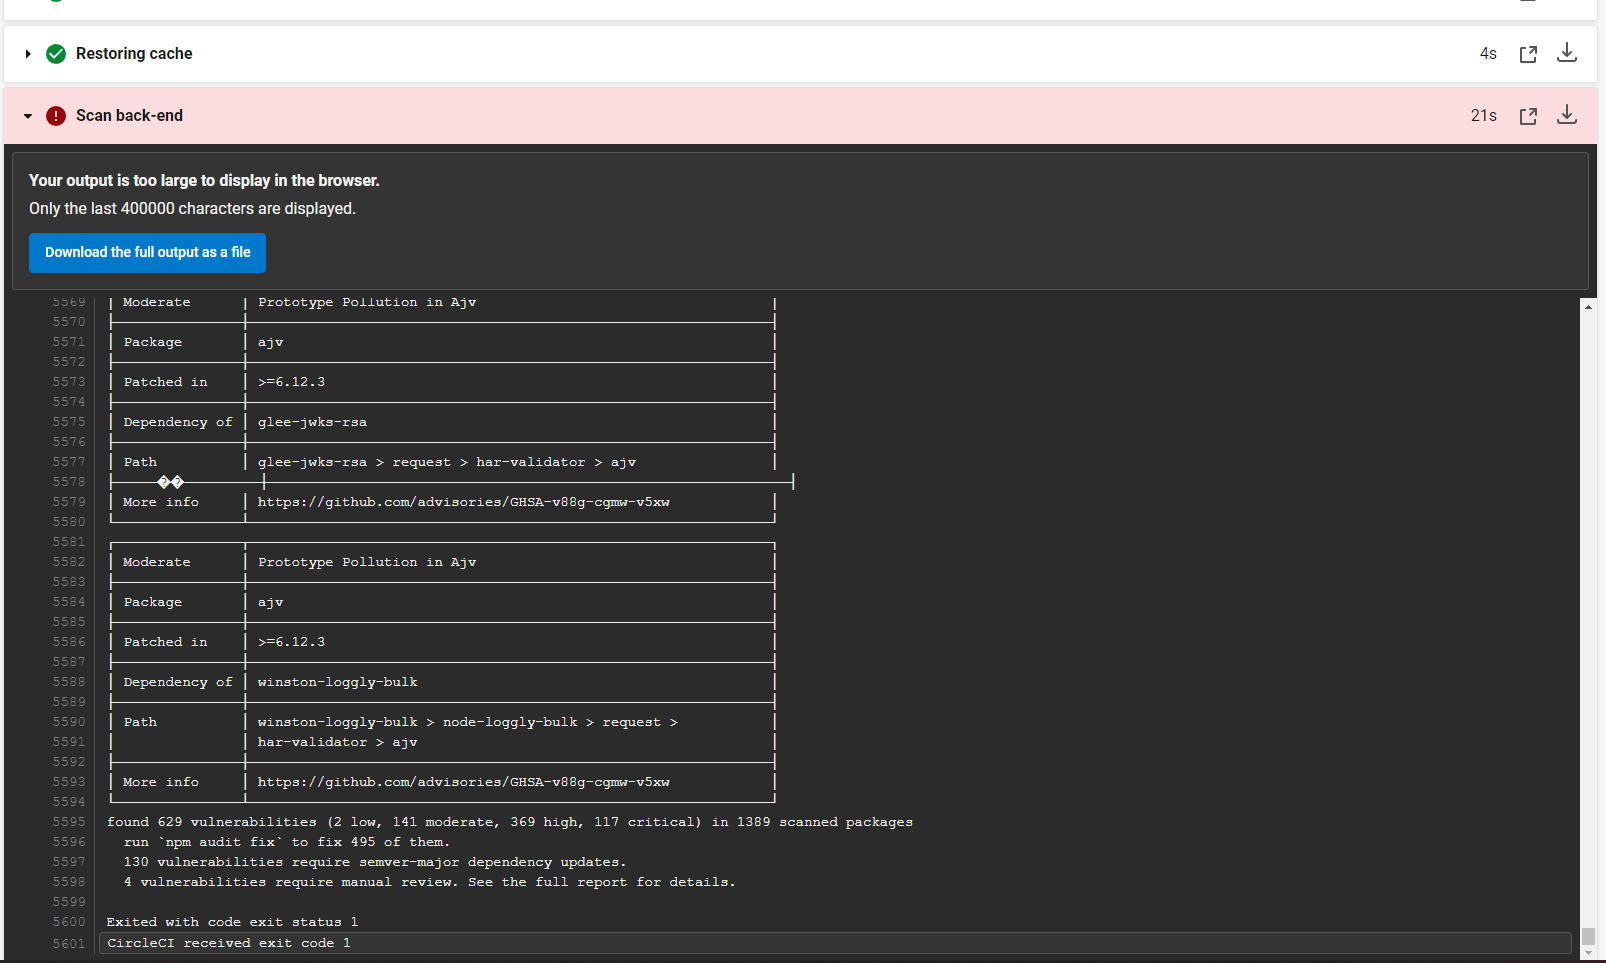 Restoring cache 4s
Scan back-end 21s
Your output is too large to display in the browser.
Only the last 400000 characters are displayed.
Download the full output as a file
5569 Moderate Prototype Pollution in Ajv
5570
5571 Package ajv
5572
5573 Patched in >=6.12.3
5574
5575 Dependency of glee-jwks-rsa
5576
5577 Path glee-jwks-rsa > request > har-validator > ajv
5578 ��
5579 More info https://github.com/advisories/GHSA-v88g-cgmw-v5xw
5580
5581
5582 Moderate Prototype Pollution in Ajv
5583
5584 Package ajv
5585
5586 Patched in >=6.12.3
5587
5588 Dependency of winston-loggly-bulk
5589
5590 Path winston-loggly-bulk > node-loggly-bulk > request >
5591 har-validator > ajv
5592
5593 More info https://github.com/advisories/GHSA-v88g-cgmw-v5xw
5594
5595 found 629 vulnerabilities (2 low, 141 moderate, 369 high, 117 critical) in 1389 scanned packages
5596 run `npm audit fix` to fix 495 of them.
5597 130 vulnerabilities require semver-major dependency updates.
5598 4 vulnerabilities require manual review. See the full report for details.
5599
5600 Exited with code exit status 1
5601 CircleCI received exit code 1